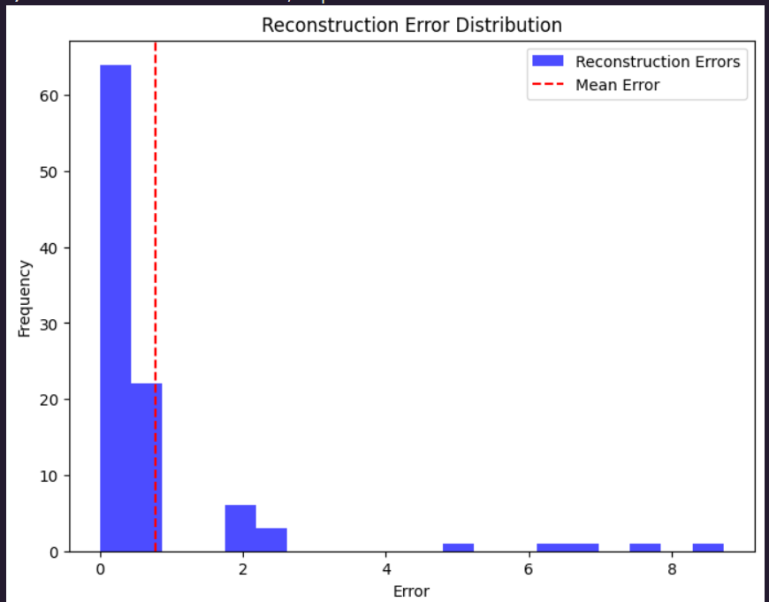 Reconstruction Error Distribution
Reconstruction Errors
Mean Error
Frequency
60
50
40
30
20
10
0
0 2 4 6 8
Error